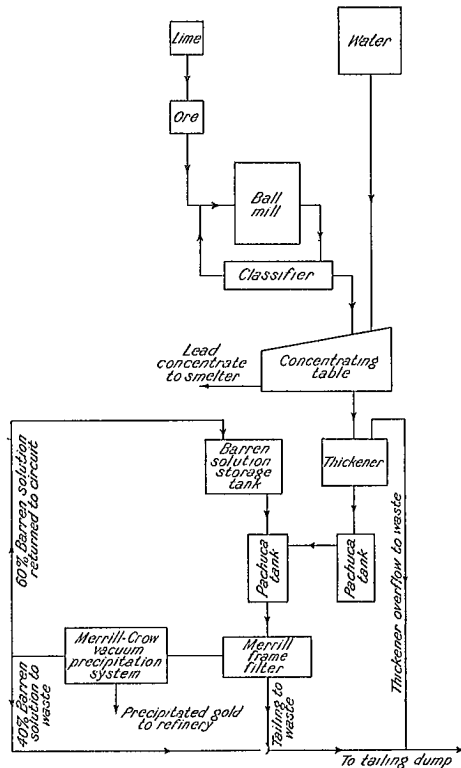 Lime
Water
Ore
Ball
mill
Classifier
Lead
concentrate
to smelter
Concentrating
table
60% Barren solution
returned to circuit
Barren
solution
storage
tank
Thickener
Thickener overflow to waste
Pachuca
tank
Pachuca
tank
Merrill-Crow
vacuum
precipitation
system
Merrill
frame
filter
40% Barren
solution to
waste
Precipitated gold
to refinery
Tailing to
waste
To tailing dump